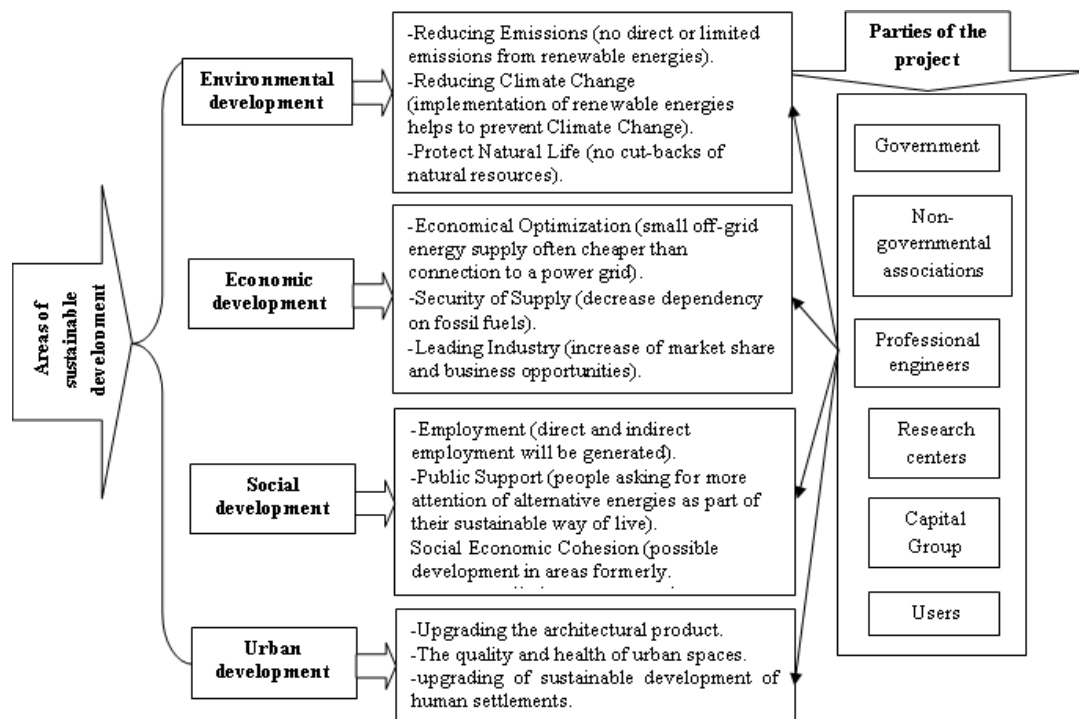 Areas of
sustainable
development
Environmental
development
-Reducing Emissions (no direct or limited
emissions from renewable energies).
-Reducing Climate Change
(implementation of renewable energies
helps to prevent Climate Change).
-Protect Natural Life (no cut-backs of
natural resources).
Economic
development
-Economical Optimization (small off-grid
energy supply often cheaper than
connection to a power grid).
-Security of Supply (decrease dependency
on fossil fuels).
-Leading Industry (increase of market share
and business opportunities).
Social
development
-Employment (direct and indirect
employment will be generated).
-Public Support (people asking for more
attention of alternative energies as part of
their sustainable way of live).
Social Economic Cohesion (possible
development in areas formerly.
Urban
development
-Upgrading the architectural product.
-The quality and health of urban spaces.
-upgrading of sustainable development of
human settlements.
Parties of the
project
Government
Non-
governmental
associations
Professional
engineers
Research
centers
Capital
Group
Users